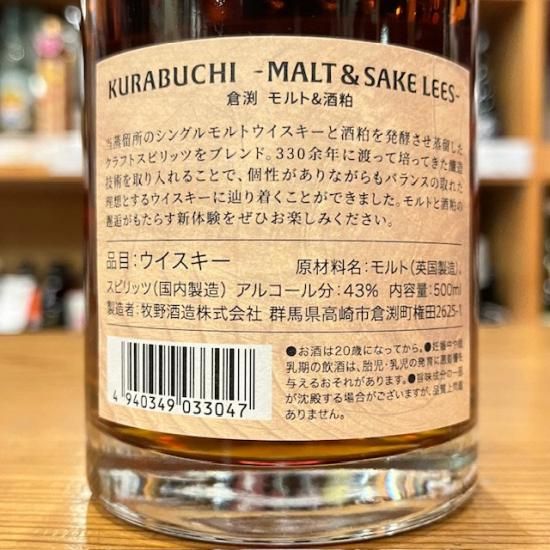 KURABUCHI -MALT & SAKE LEES-
倉渕 モルト&酒粕
当蒸留所のシングルモルトウイスキーと酒粕を発酵させ蒸留した
クラフトスピリッツをブレンド。330余年に渡って培ってきた醸造
技術を取り入れることで、個性がありながらもバランスの取れた
理想とするウイスキーに辿り着くことができました。モルトと酒粕の
邂逅がもたらす新体験をぜひお楽しみください。
品目:ウイスキー 原材料名:モルト(英国製造)、
スピリッツ(国内製造) アルコール分:43% 内容量:500ml
製造者:牧野酒造株式会社 群馬県高崎市倉渕町権田2625-1
●お酒は20歳になってから。●妊娠中や授
乳期の飲酒は、胎児・乳児の発育に悪影響を
与えるおそれがあります。●旨味成分の一部
が沈殿する場合がございますが、品質上問題
ありません。
4 940349 033047